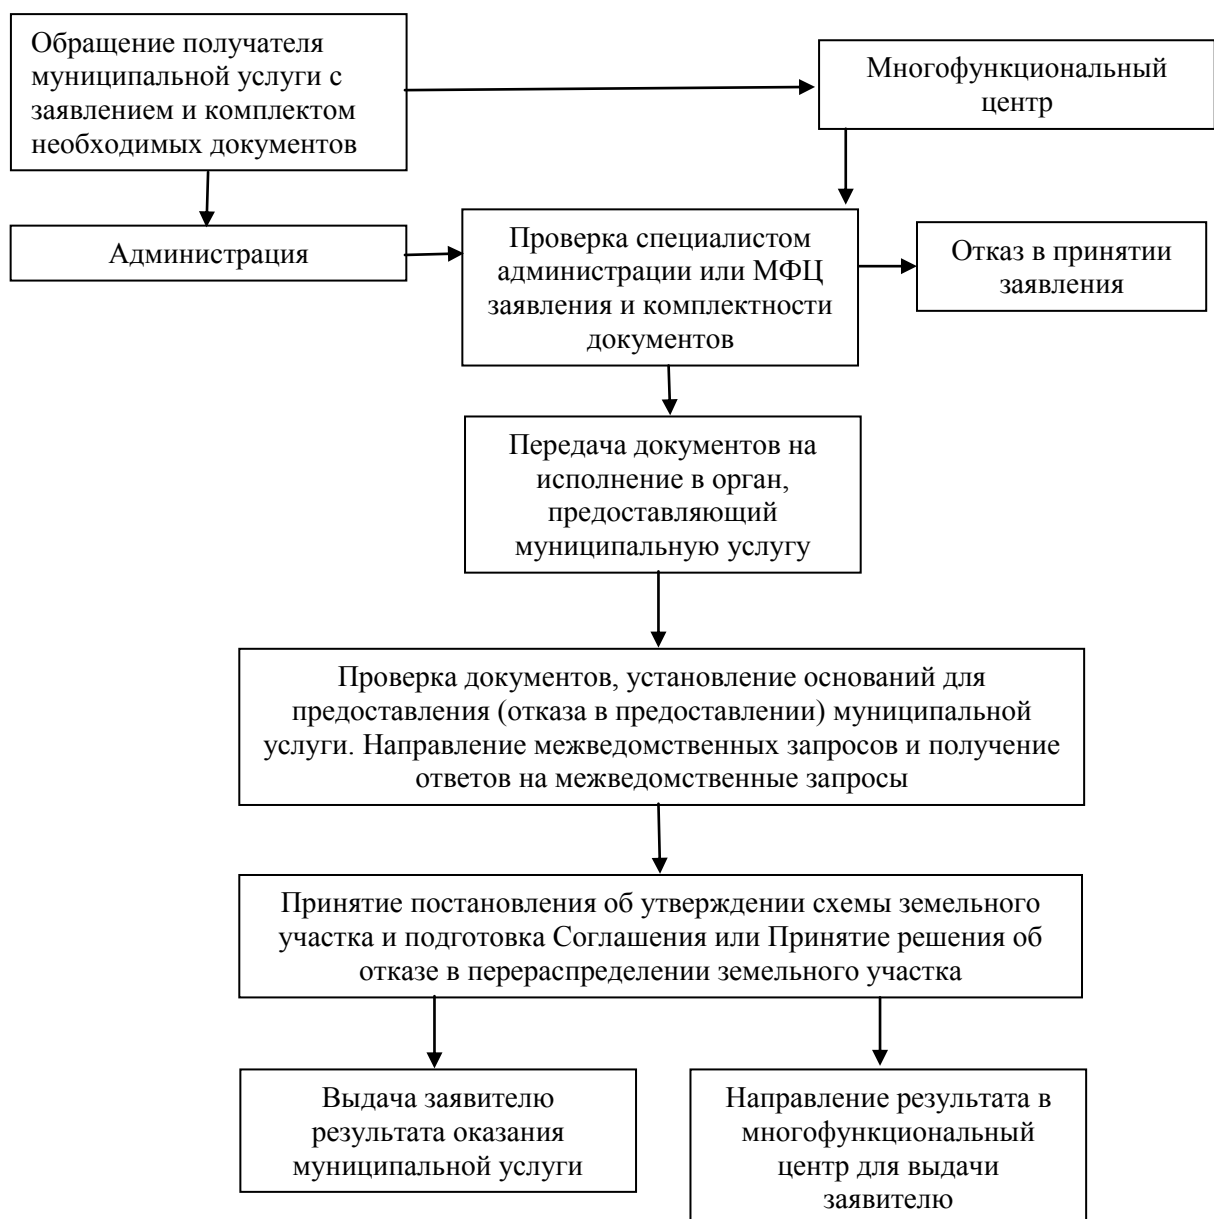 Обращение получателя
муниципальной услуги с
заявлением и комплектом
необходимых документов
Многофункциональный
центр
Администрация
Проверка специалистом
администрации или МФЦ
заявления и комплектности
документов
Отказ в принятии
заявления
Передача документов на
исполнение в орган,
предоставляющий
муниципальную услугу
Проверка документов, установление оснований для
предоставления (отказа в предоставлении) муниципальной
услуги. Направление межведомственных запросов и получение
ответов на межведомственные запросы
Принятие постановления об утверждении схемы земельного
участка и подготовка Соглашения или Принятие решения об
отказе в перераспределении земельного участка
Выдача заявителю
результата оказания
муниципальной услуги
Направление результата в
многофункциональный
центр для выдачи
заявителю